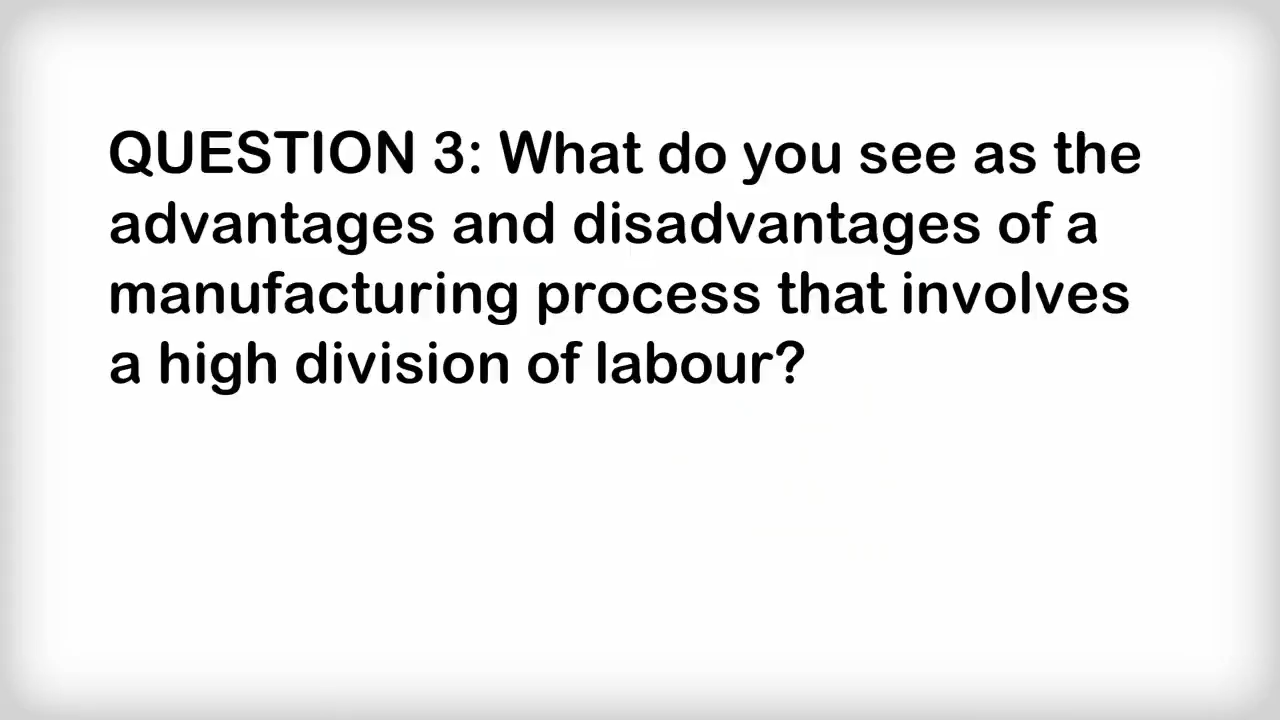 QUESTION 3: What do you see as the
advantages and disadvantages of a
manufacturing process that involves
a high division of labour?